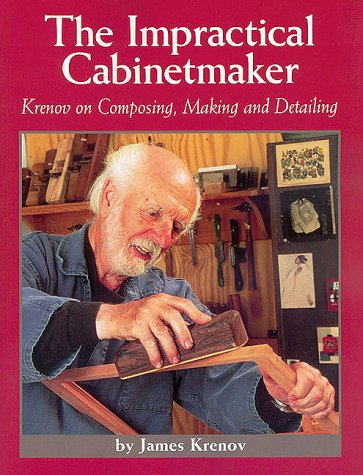 The Impractical
Cabinetmaker
Krenov on Composing, Making and Detailing
by James Krenov